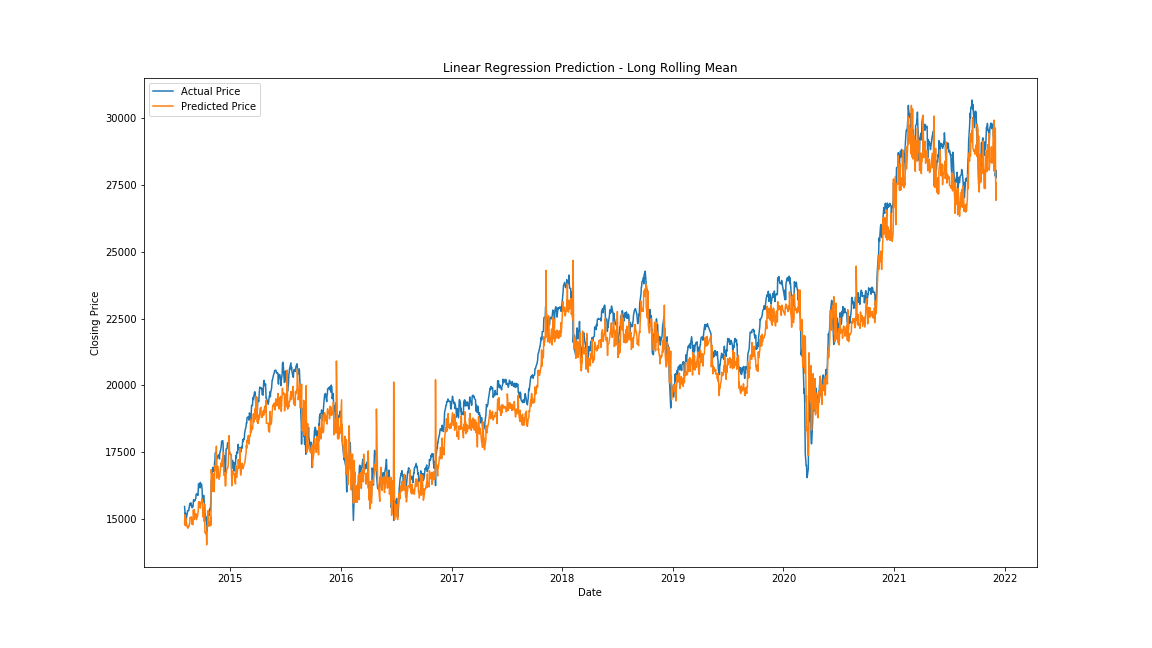 Linear Regression Prediction - Long Rolling Mean
Actual Price
Predicted Price
Closing Price
30000
27500
25000
22500
20000
17500
15000
2015 2016 2017 2018 2019 2020 2021 2022
Date